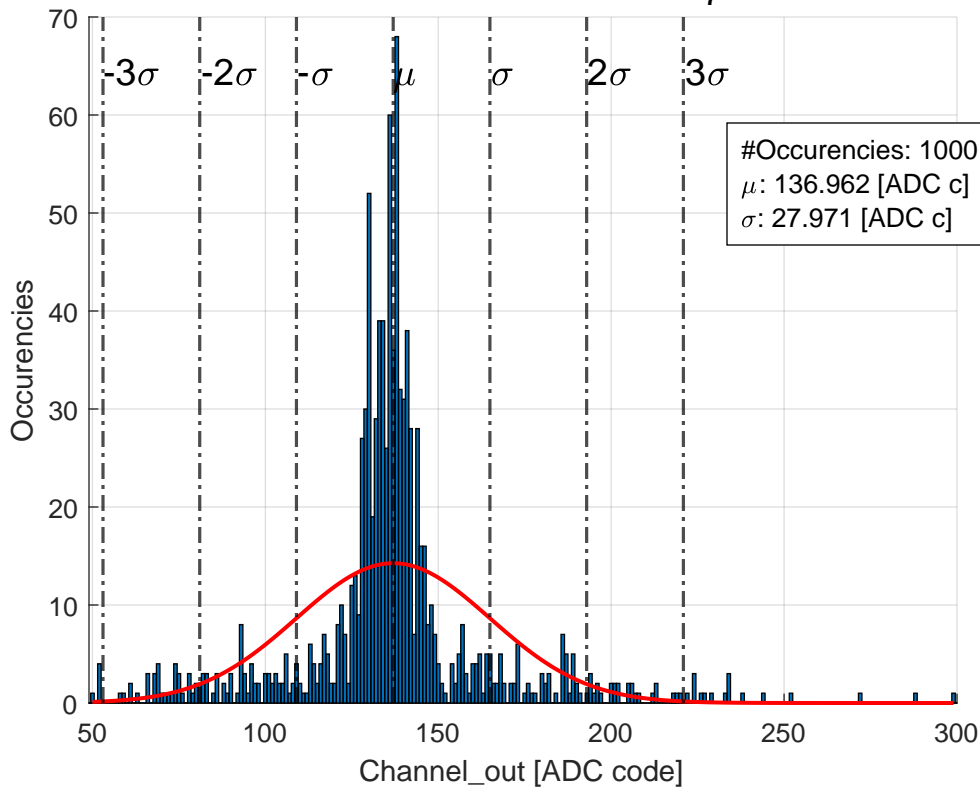 70
-3σ -2σ -σ μ σ 2σ 3σ
60
50
40
30
20
10
0
Occurencies
#Occurencies: 1000
μ: 136.962 [ADC c]
σ: 27.971 [ADC c]
50 100 150 200 250 300
Channel_out [ADC code]